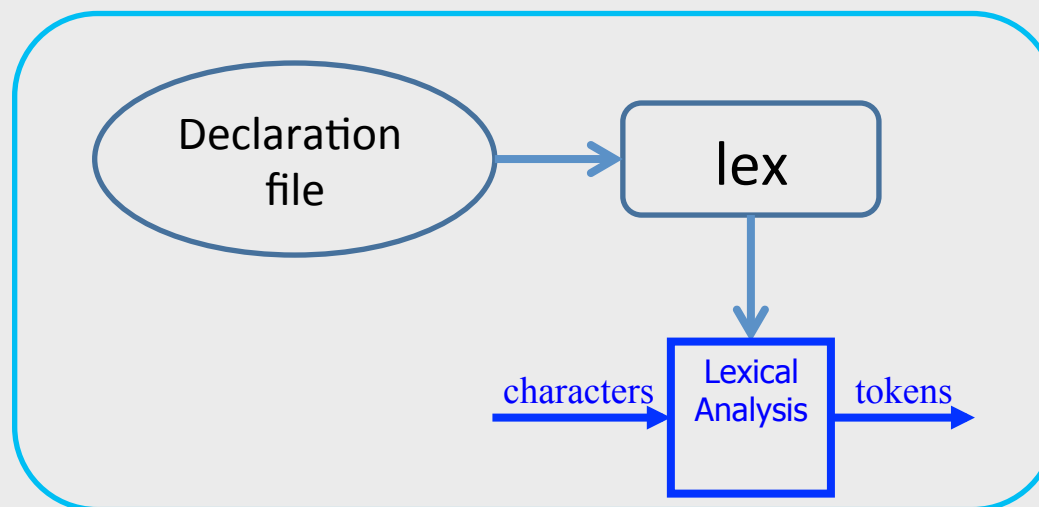 Declaration
file
lex
characters
Lexical
Analysis
tokens